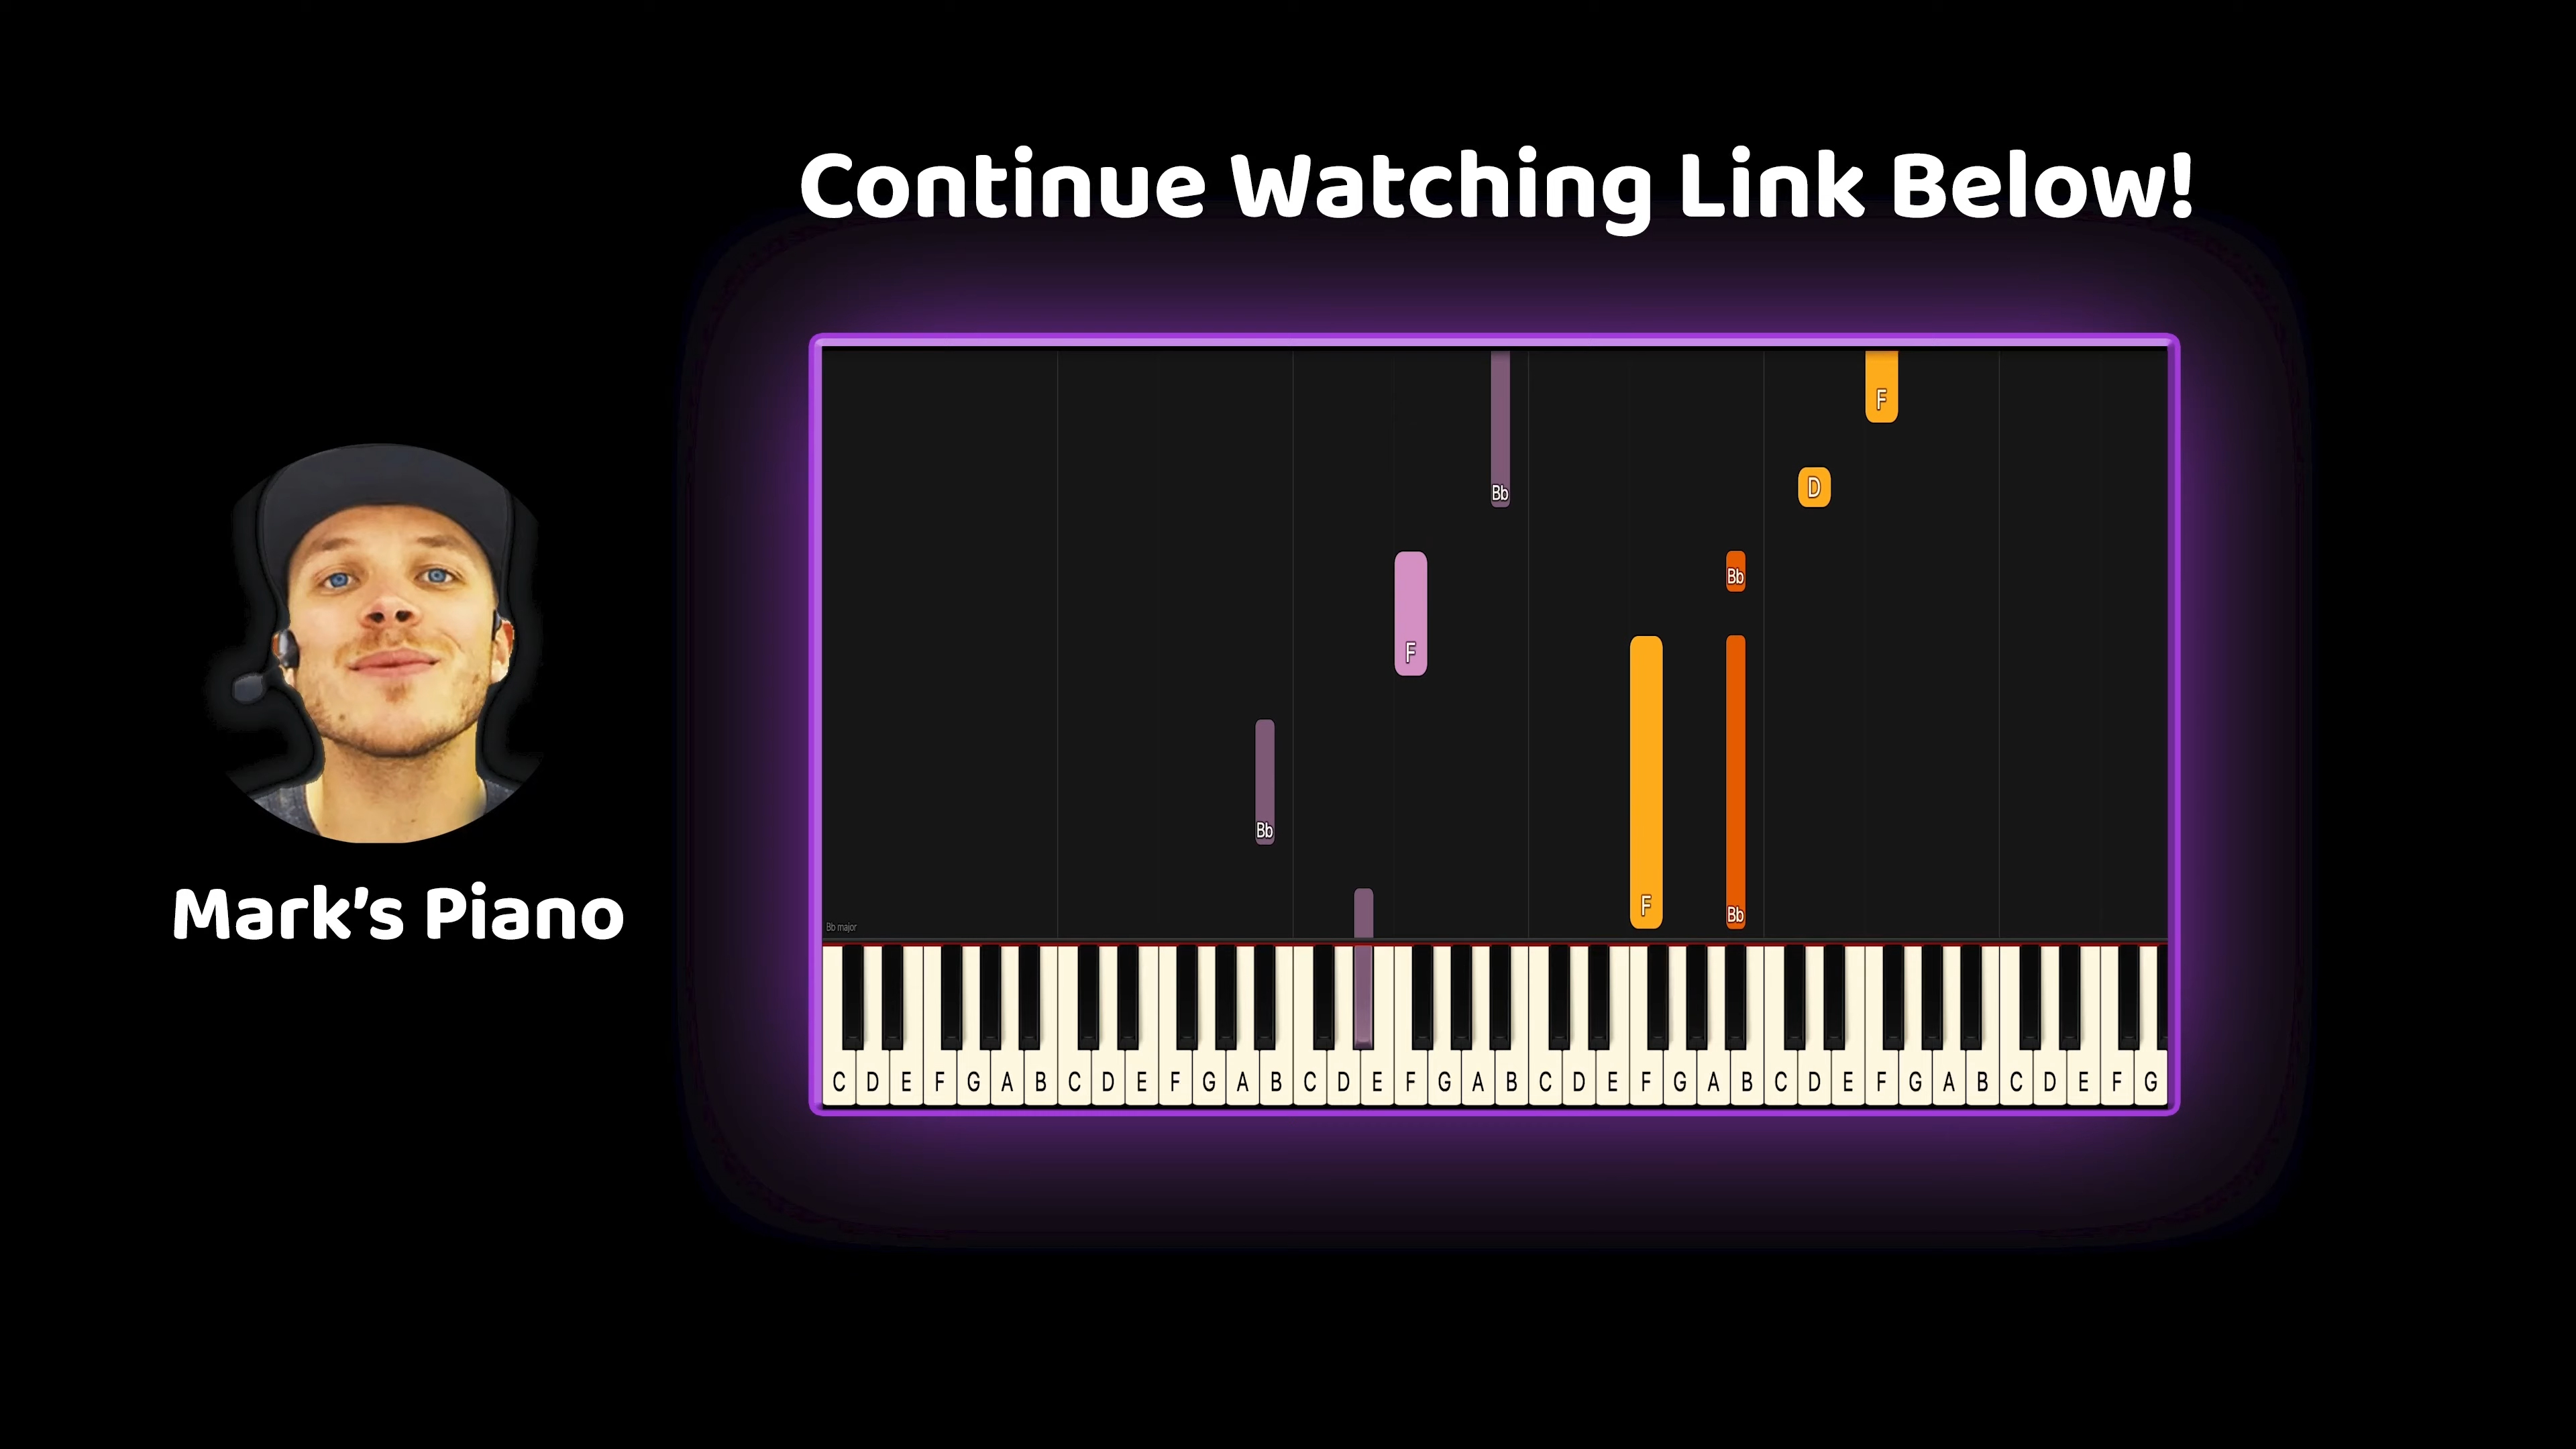 Continue Watching Link Below!
F
D
Bb
Bb
F
Bb
F
Bb
Bb major
C D E F G A B C D E F G A B C D E F G A B C D E F G A B C D E F G A B C D E F G
Mark's Piano